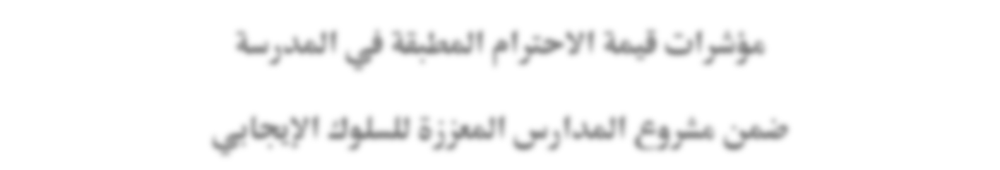 مؤشرات قيمة الاحترام المطبقة في المدرسة
ضمن مشروع المدارس المعززة للسلوك الإيجابي